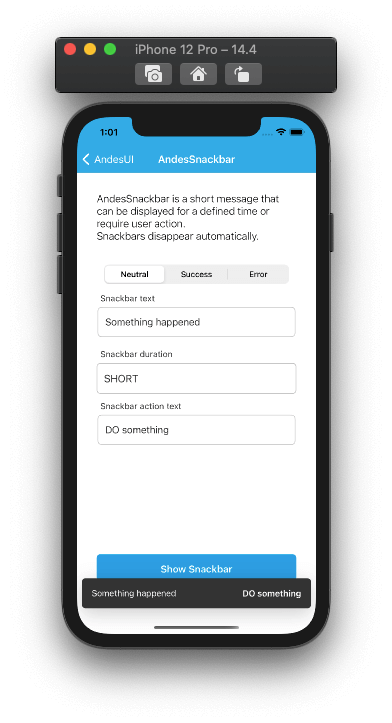 iPhone 12 Pro – 14.4
1:01
AndesUI
AndesSnackbar
AndesSnackbar is a short message that
can be displayed for a defined time or
require user action.
Snackbars disappear automatically.
Neutral
Success
Error
Snackbar text
Something happened
Snackbar duration
SHORT
Snackbar action text
DO something
Show Snackbar
Something happened
DO something